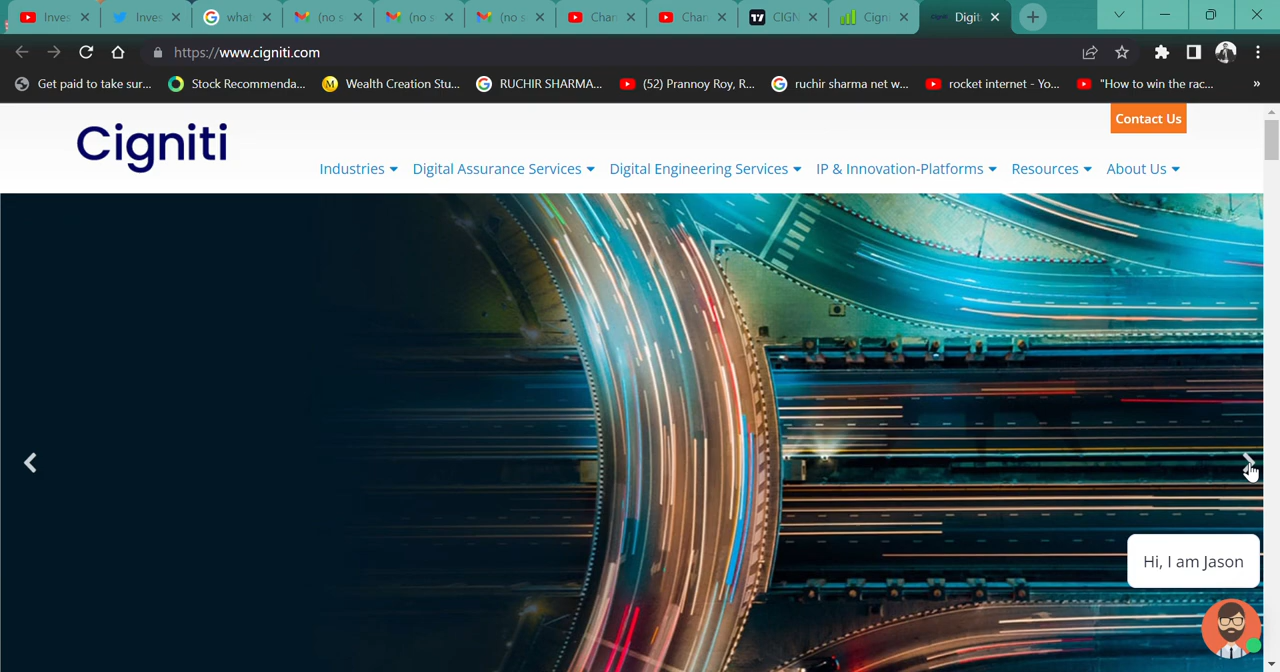 Inves
Inves
what
(no s
(no s
(no s
Chan
Chan
CIGN
Cigni
Digit
https://www.cigniti.com
Get paid to take sur...
Stock Recommenda...
Wealth Creation Stu...
RUCHIR SHARMA...
(52) Prannoy Roy, R...
ruchir sharma net w...
rocket internet - Yo...
"How to win the rac...
»
Contact Us
Cigniti
Industries
Digital Assurance Services
Digital Engineering Services
IP & Innovation-Platforms
Resources
About Us
Hi, I am Jason